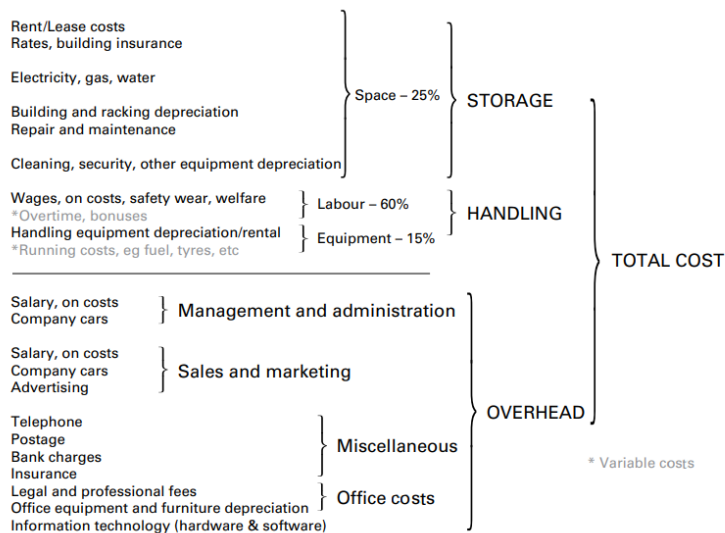 Rent/Lease costs
Rates, building insurance
Electricity, gas, water
Building and racking depreciation
Repair and maintenance
Cleaning, security, other equipment depreciation
Space – 25%
STORAGE
Wages, on costs, safety wear, welfare
*Overtime, bonuses
Labour – 60%
Handling equipment depreciation/rental
*Running costs, eg fuel, tyres, etc
Equipment – 15%
HANDLING
TOTAL COST
Salary, on costs
Company cars
Management and administration
Salary, on costs
Company cars
Advertising
Sales and marketing
OVERHEAD
Telephone
Postage
Bank charges
Insurance
Miscellaneous
Legal and professional fees
Office equipment and furniture depreciation
Information technology (hardware & software)
Office costs
* Variable costs